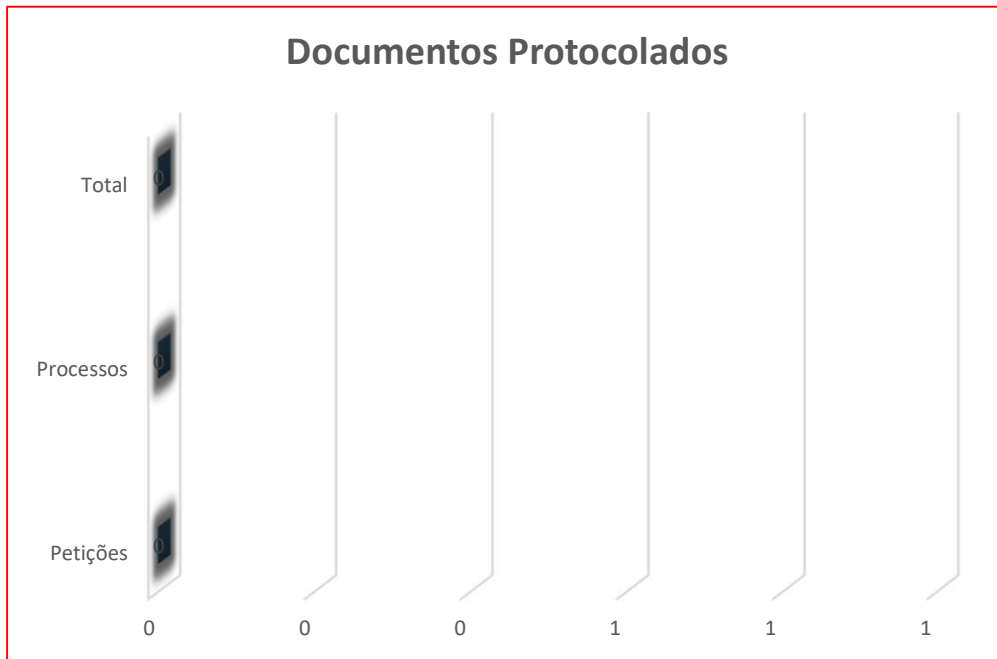 Documentos Protocolados
Total
0
Processos
0
Petições
0
0 0 0 1 1 1